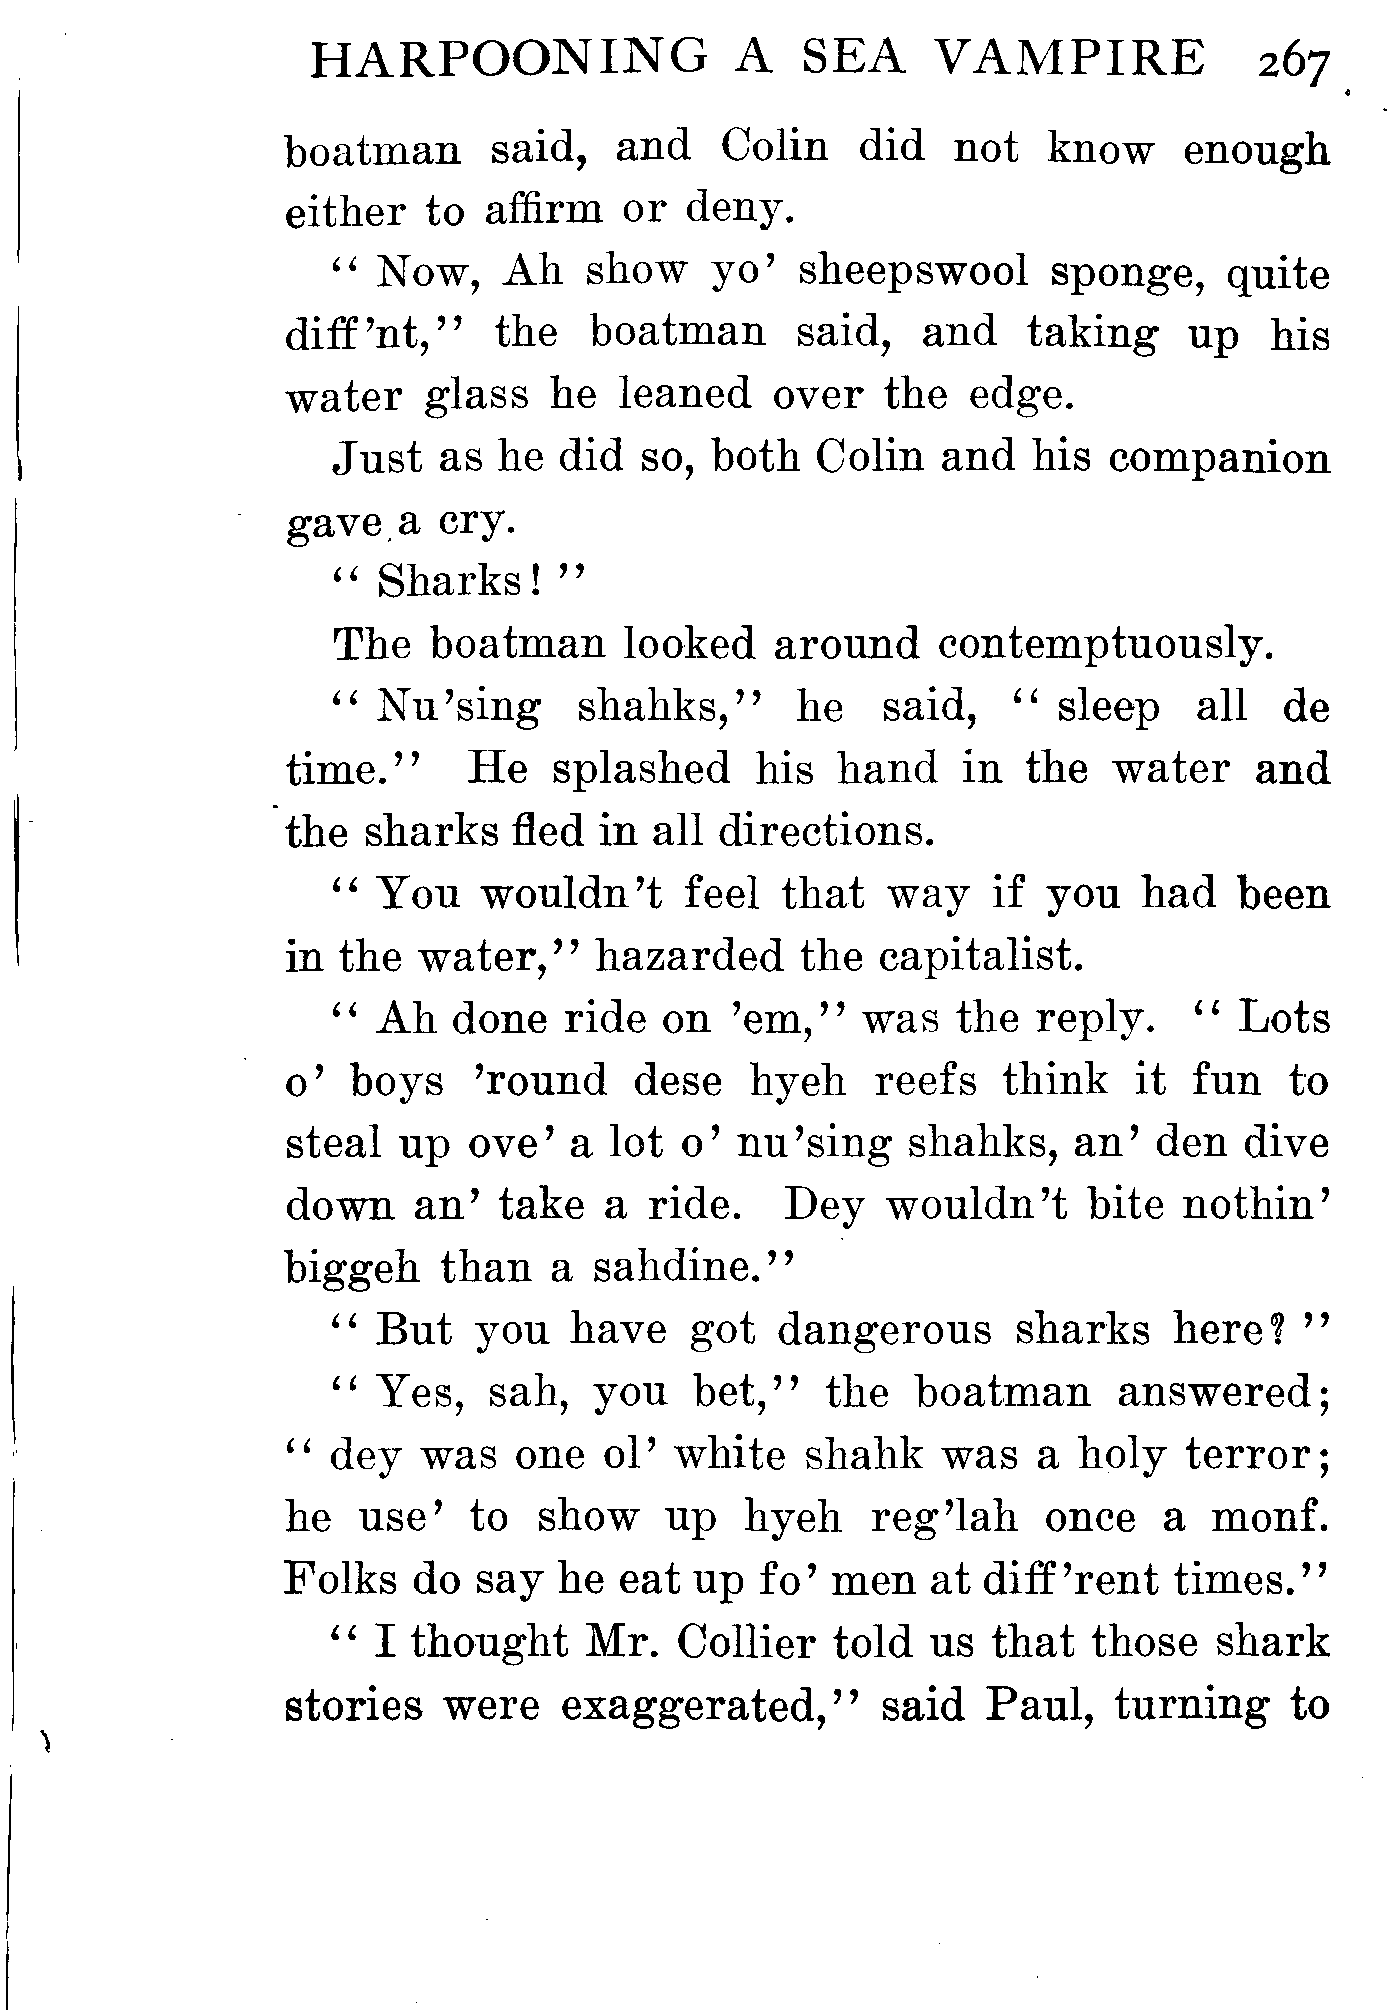 HARPOONING A SEA VAMPIRE 267
boatman said, and Colin did not know enough
either to affirm or deny.
“ Now, Ah show yo’ sheepswool sponge, quite
diff’nt,” the boatman said, and taking up his
water glass he leaned over the edge.
Just as he did so, both Colin and his companion
gave a cry.
“ Sharks! ”
The boatman looked around contemptuously.
“ Nu’sing shahks,” he said, “ sleep all de
time.” He splashed his hand in the water and
the sharks fled in all directions.
“ You wouldn’t feel that way if you had been
in the water,” hazarded the capitalist.
“ Ah done ride on ’em,” was the reply. “ Lots
o’ boys ’round dese hyeh reefs think it fun to
steal up ove’ a lot o’ nu’sing shahks, an’ den dive
down an’ take a ride. Dey wouldn’t bite nothin’
biggeh than a sahdine.”
“ But you have got dangerous sharks here? ”
“ Yes, sah, you bet,” the boatman answered;
“ dey was one ol’ white shahk was a holy terror;
he use’ to show up hyeh reg’lah once a monf.
Folks do say he eat up fo’ men at diff’rent times.”
“ I thought Mr. Collier told us that those shark
stories were exaggerated,” said Paul, turning to